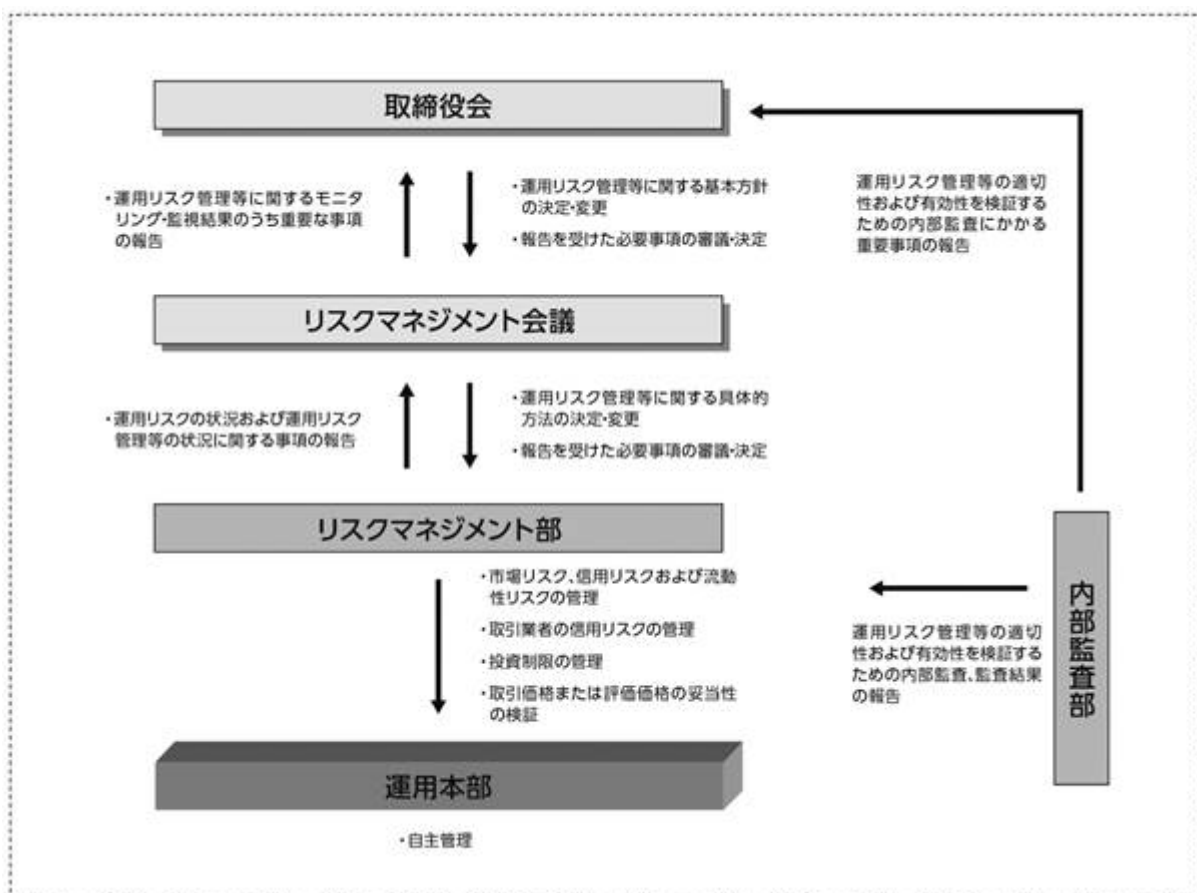 取締役会
・運用リスク管理等に関するモニタ
リング・監視結果のうち重要な事項
の報告
・運用リスク管理等に関する基本方針
の決定・変更
・報告を受けた必要事項の審議・決定
運用リスク管理等の適切
性および有効性を検証する
ための内部監査にかかる
重要事項の報告
リスクマネジメント会議
・運用リスクの状況および運用リスク
管理等の状況に関する事項の報告
・運用リスク管理等に関する具体的
方法の決定・変更
・報告を受けた必要事項の審議・決定
リスクマネジメント部
・市場リスク、信用リスクおよび流動
性リスクの管理
・取引業者の信用リスクの管理
・投資制限の管理
・取引価格または評価価格の妥当性
の検証
運用リスク管理等の適切
性および有効性を検証する
ための内部監査、監査結果
の報告
内部監査部
運用本部
・自主管理